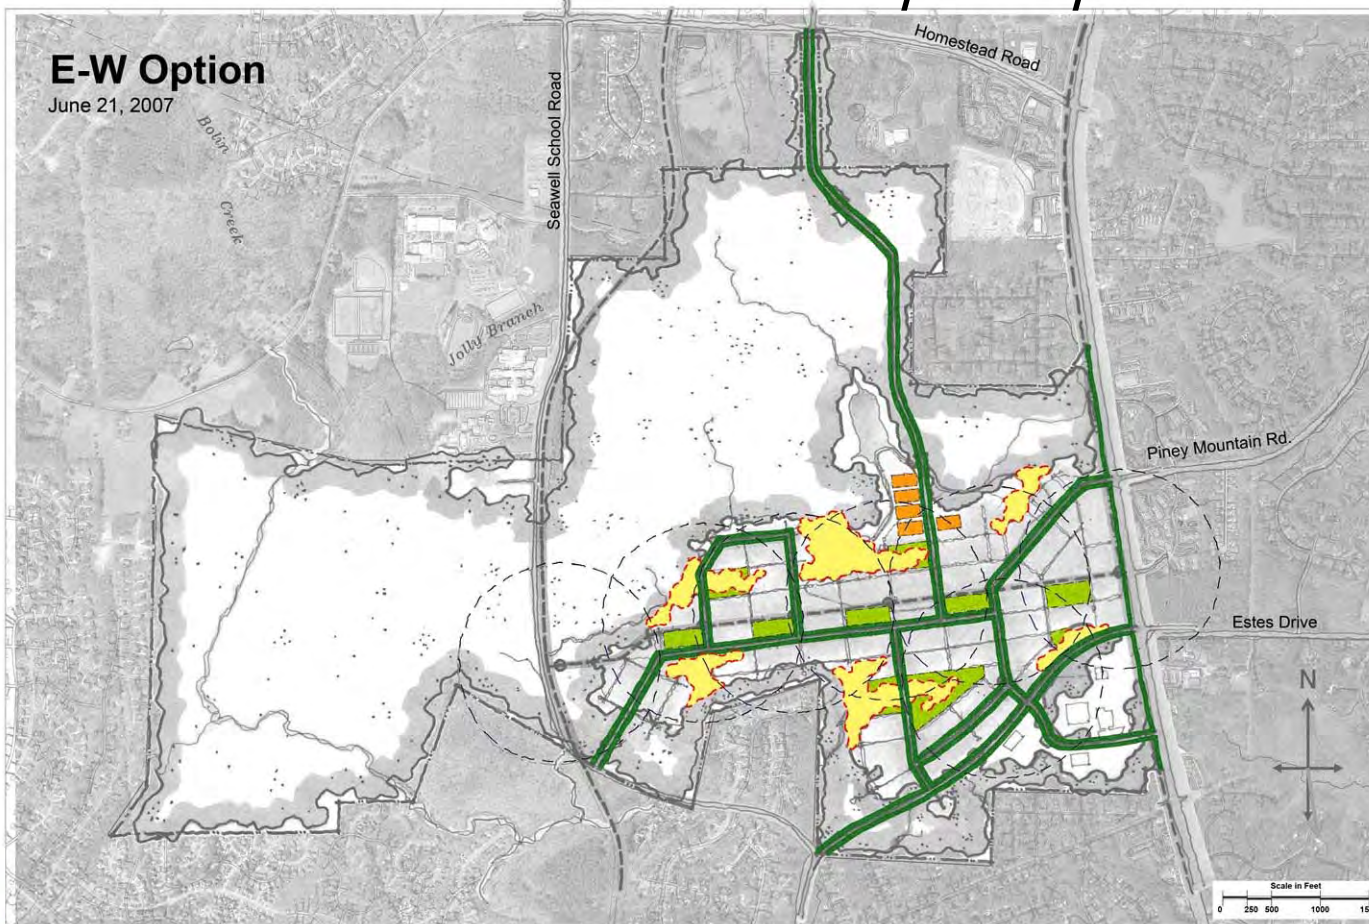 E-W Option
June 21, 2007
Homestead Road
Seawell School Road
Bolin
Creek
Jolly Branch
Piney Mountain Rd.
Estes Drive
N
Scale in Feet
0 250 500 1000